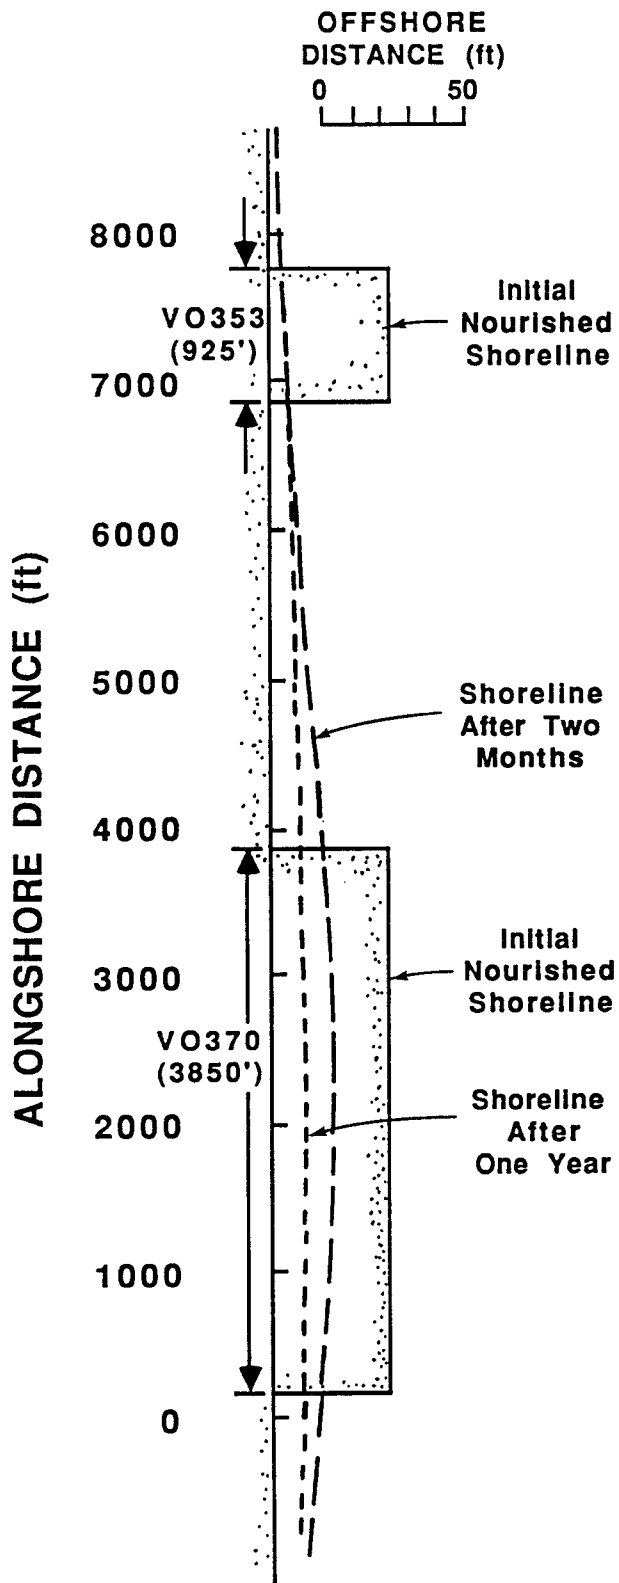 OFFSHORE
DISTANCE (ft)
0 50
8000
VO353
(925')
Initial
Nourished
Shoreline
7000
6000
ALONGSHORE DISTANCE (ft)
5000
Shoreline
After Two
Months
4000
3000
Initial
Nourished
Shoreline
VO370
(3850')
2000
Shoreline
After
One Year
1000
0